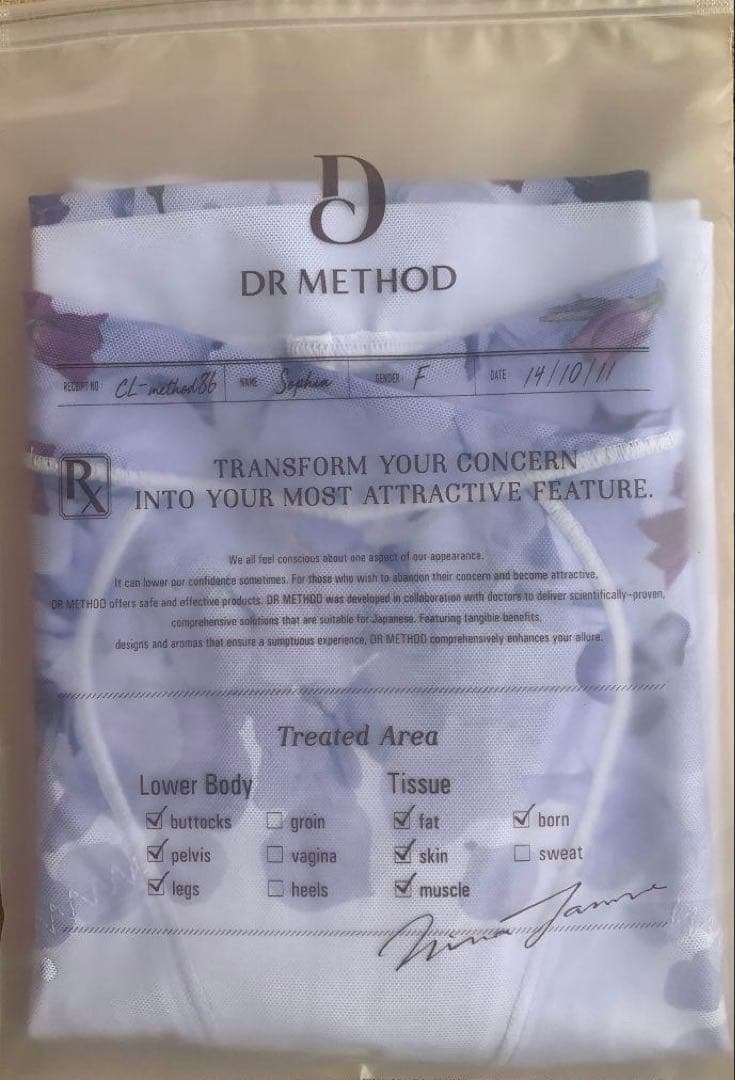 DC
DR METHOD
RECEIPT NO CL-method86 NAME Sophia GENDER F DATE 14/10/11
Rx TRANSFORM YOUR CONCERN
INTO YOUR MOST ATTRACTIVE FEATURE.
We all feel conscious about one aspect of our appearance.
It can lower our confidence sometimes. For those who wish to abandon their concern and become attractive,
DR METHOD offers safe and effective products. DR METHOD was developed in collaboration with doctors to deliver scientifically-proven,
comprehensive solutions that are suitable for Japanese. Featuring tangible benefits,
designs and aromas that ensure a sumptuous experience, DR METHOD comprehensively enhances your allure.
Treated Area
Lower Body Tissue
buttocks groin fat born
pelvis vagina skin sweat
legs heels muscle